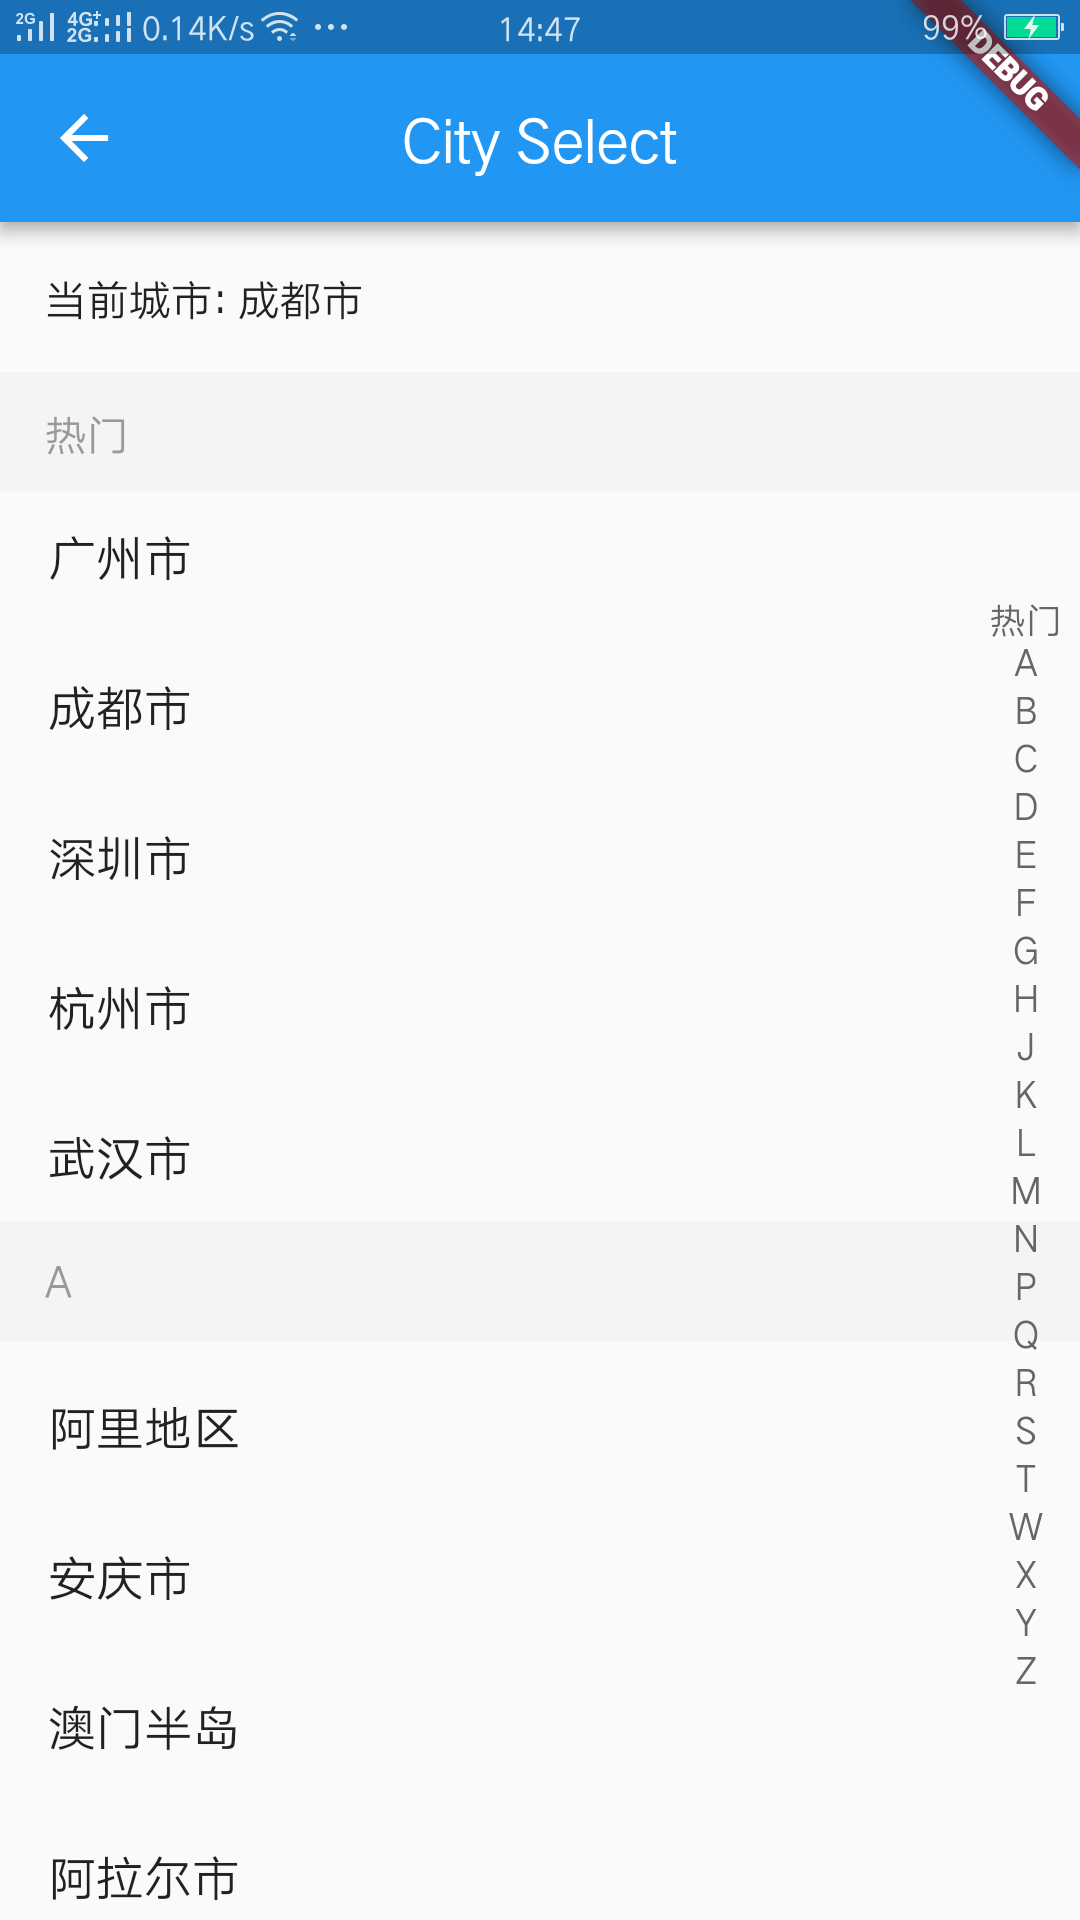 2G 4G+ 2G 0.14K/s 14:47 99%
DEBUG
City Select
当前城市: 成都市
热门
广州市
成都市
深圳市
杭州市
武汉市
A
阿里地区
安庆市
澳门半岛
阿拉尔市
热门
A
B
C
D
E
F
G
H
J
K
L
M
N
P
Q
R
S
T
W
X
Y
Z